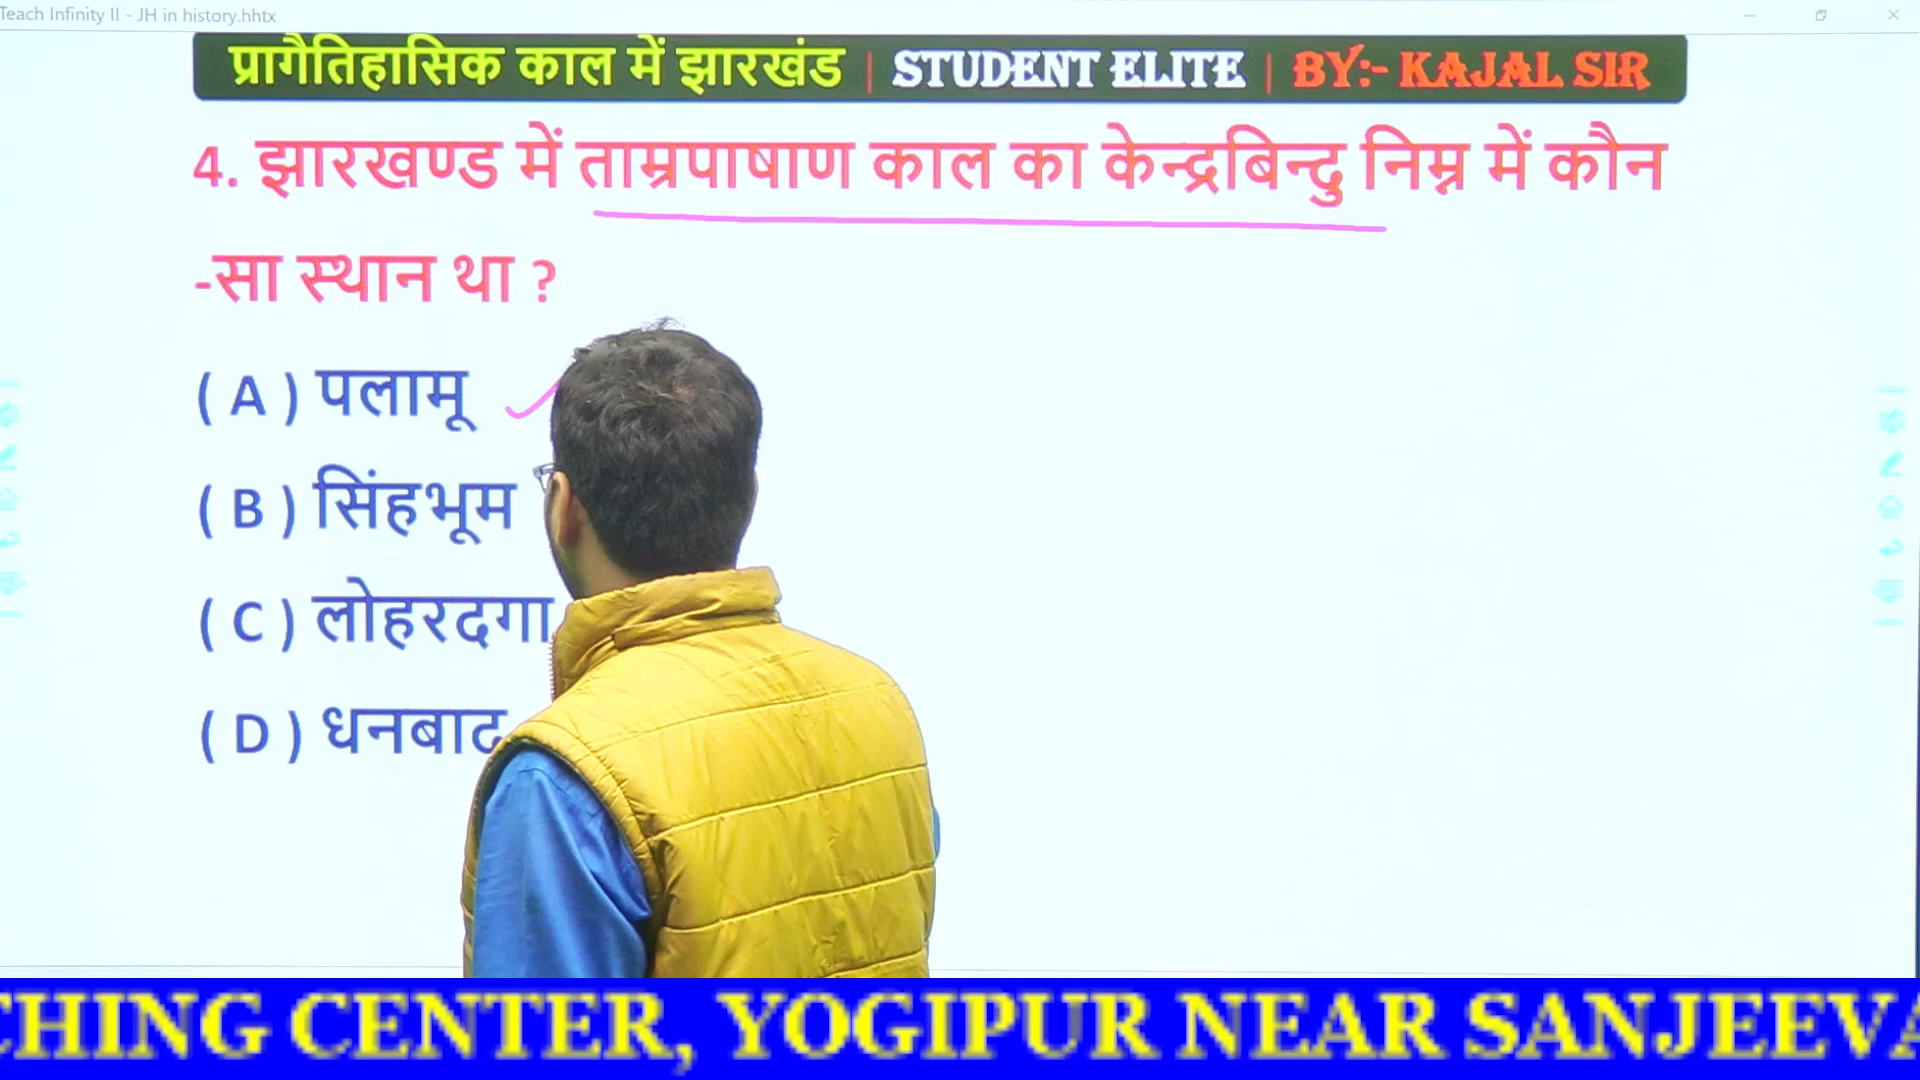 Teach Infinity II - JH in history.hhtx
प्रागैतिहासिक काल में झारखंड | STUDENT ELITE | BY:- KAJAL SIR
4. झारखण्ड में ताम्रपाषाण काल का केन्द्रबिन्दु निम्न में कौन
-सा स्थान था ?
( A ) पलामू
( B ) सिंहभूम
( C ) लोहरदगा
( D ) धनबाद
CHING CENTER, YOGIPUR NEAR SANJEEVA